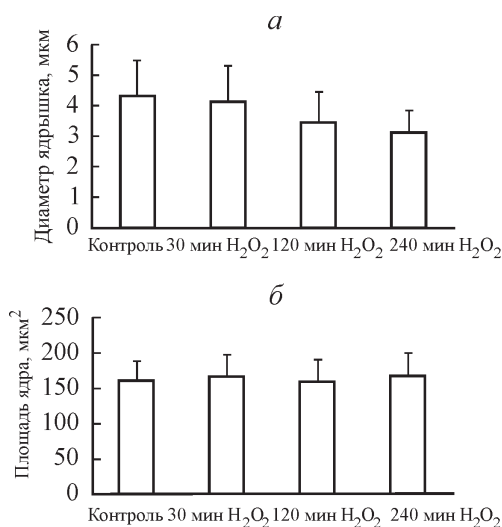 а
Диаметр ядрышка, мкм
6
5
4
3
2
1
0
Контроль 30 мин H₂O₂ 120 мин H₂O₂ 240 мин H₂O₂
б
Площадь ядра, мкм²
250
200
150
100
50
0
Контроль 30 мин H₂O₂ 120 мин H₂O₂ 240 мин H₂O₂